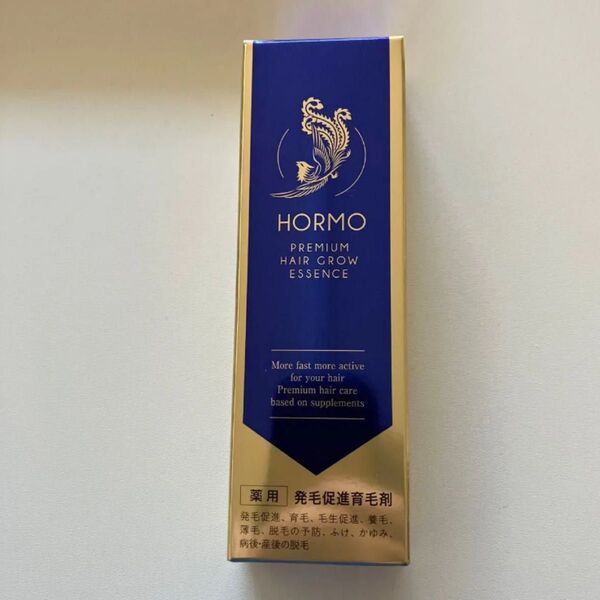 HORMO
PREMIUM
HAIR GROW
ESSENCE
More fast more active
for your hair
Premium hair care
based on supplements
薬用 発毛促進育毛剤
発毛促進、育毛、毛生促進、養毛、
薄毛、脱毛の予防、ふけ、かゆみ、
病後・産後の脱毛